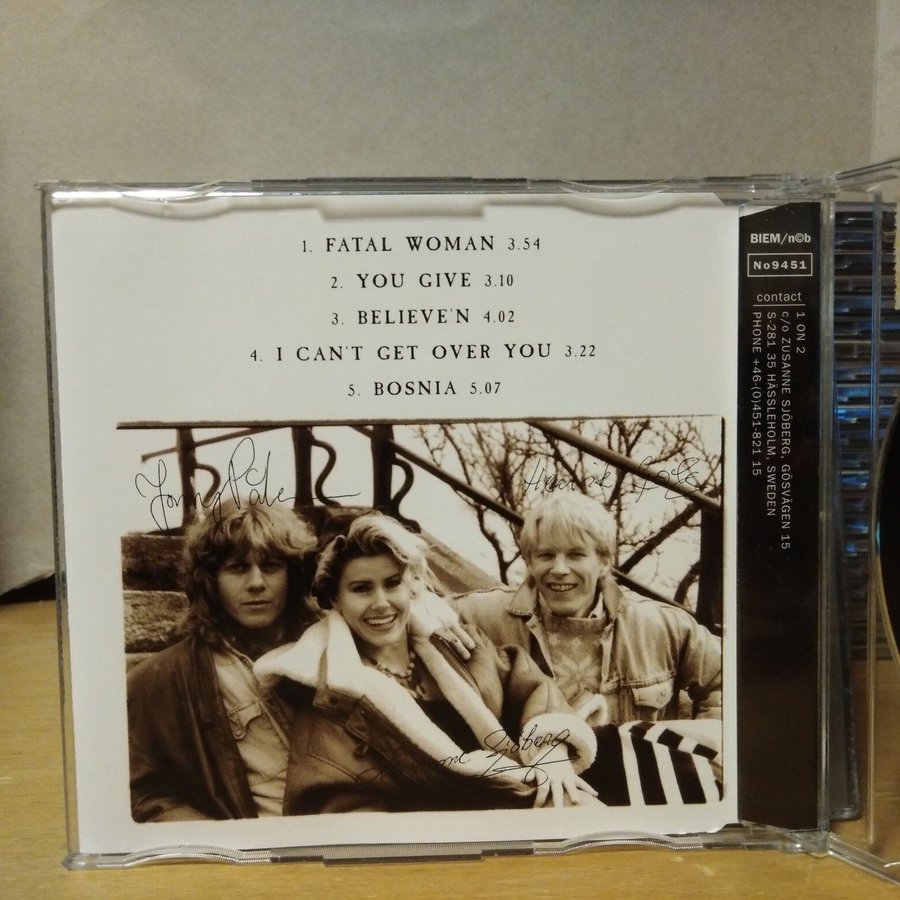 1. FATAL WOMAN 3.54
2. YOU GIVE 3.10
3. BELIEVE'N 4.02
4. I CAN'T GET OVER YOU 3.22
5. BOSNIA 5.07
BIEM/n©b
No9451
contact
1 ON 2
c/o ZUSANNE SJÖBERG, GÖSVÄGEN 15
S-281 35 HÄSSLEHOLM, SWEDEN
PHONE +46-(0)451-821 15
Henrik
Sjöberg